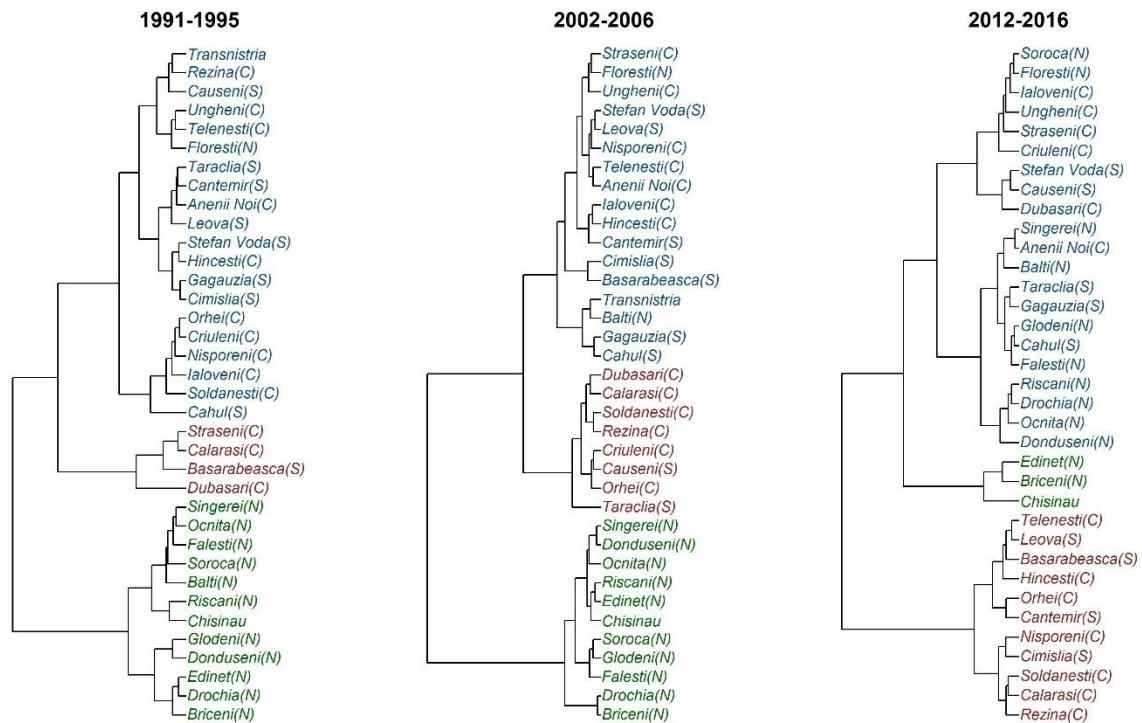 1991-1995
Transnistria
Rezina(C)
Causeni(S)
Ungheni(C)
Telenesti(C)
Floresti(N)
Taraclia(S)
Cantemir(S)
Anenii Noi(C)
Leova(S)
Stefan Voda(S)
Hincesti(C)
Gagauzia(S)
Cimislia(S)
Orhei(C)
Criuleni(C)
Nisporeni(C)
Ialoveni(C)
Soldanesti(C)
Cahul(S)
Straseni(C)
Calarasi(C)
Basarabeasca(S)
Dubasari(C)
Singerei(N)
Ocnita(N)
Falesti(N)
Soroca(N)
Balti(N)
Riscani(N)
Chisinau
Glodeni(N)
Donduseni(N)
Edinet(N)
Drochia(N)
Briceni(N)
2002-2006
Straseni(C)
Floresti(N)
Ungheni(C)
Stefan Voda(S)
Leova(S)
Nisporeni(C)
Telenesti(C)
Anenii Noi(C)
Ialoveni(C)
Hincesti(C)
Cantemir(S)
Cimislia(S)
Basarabeasca(S)
Transnistria
Balti(N)
Gagauzia(S)
Cahul(S)
Dubasari(C)
Calarasi(C)
Soldanesti(C)
Rezina(C)
Criuleni(C)
Causeni(S)
Orhei(C)
Taraclia(S)
Singerei(N)
Donduseni(N)
Ocnita(N)
Riscani(N)
Edinet(N)
Chisinau
Soroca(N)
Glodeni(N)
Falesti(N)
Drochia(N)
Briceni(N)
2012-2016
Soroca(N)
Floresti(N)
Ialoveni(C)
Ungheni(C)
Straseni(C)
Criuleni(C)
Stefan Voda(S)
Causeni(S)
Dubasari(C)
Singerei(N)
Anenii Noi(C)
Balti(N)
Taraclia(S)
Gagauzia(S)
Glodeni(N)
Cahul(S)
Falesti(N)
Riscani(N)
Drochia(N)
Ocnita(N)
Donduseni(N)
Edinet(N)
Briceni(N)
Chisinau
Telenesti(C)
Leova(S)
Basarabeasca(S)
Hincesti(C)
Orhei(C)
Cantemir(S)
Nisporeni(C)
Cimislia(S)
Soldanesti(C)
Calarasi(C)
Rezina(C)